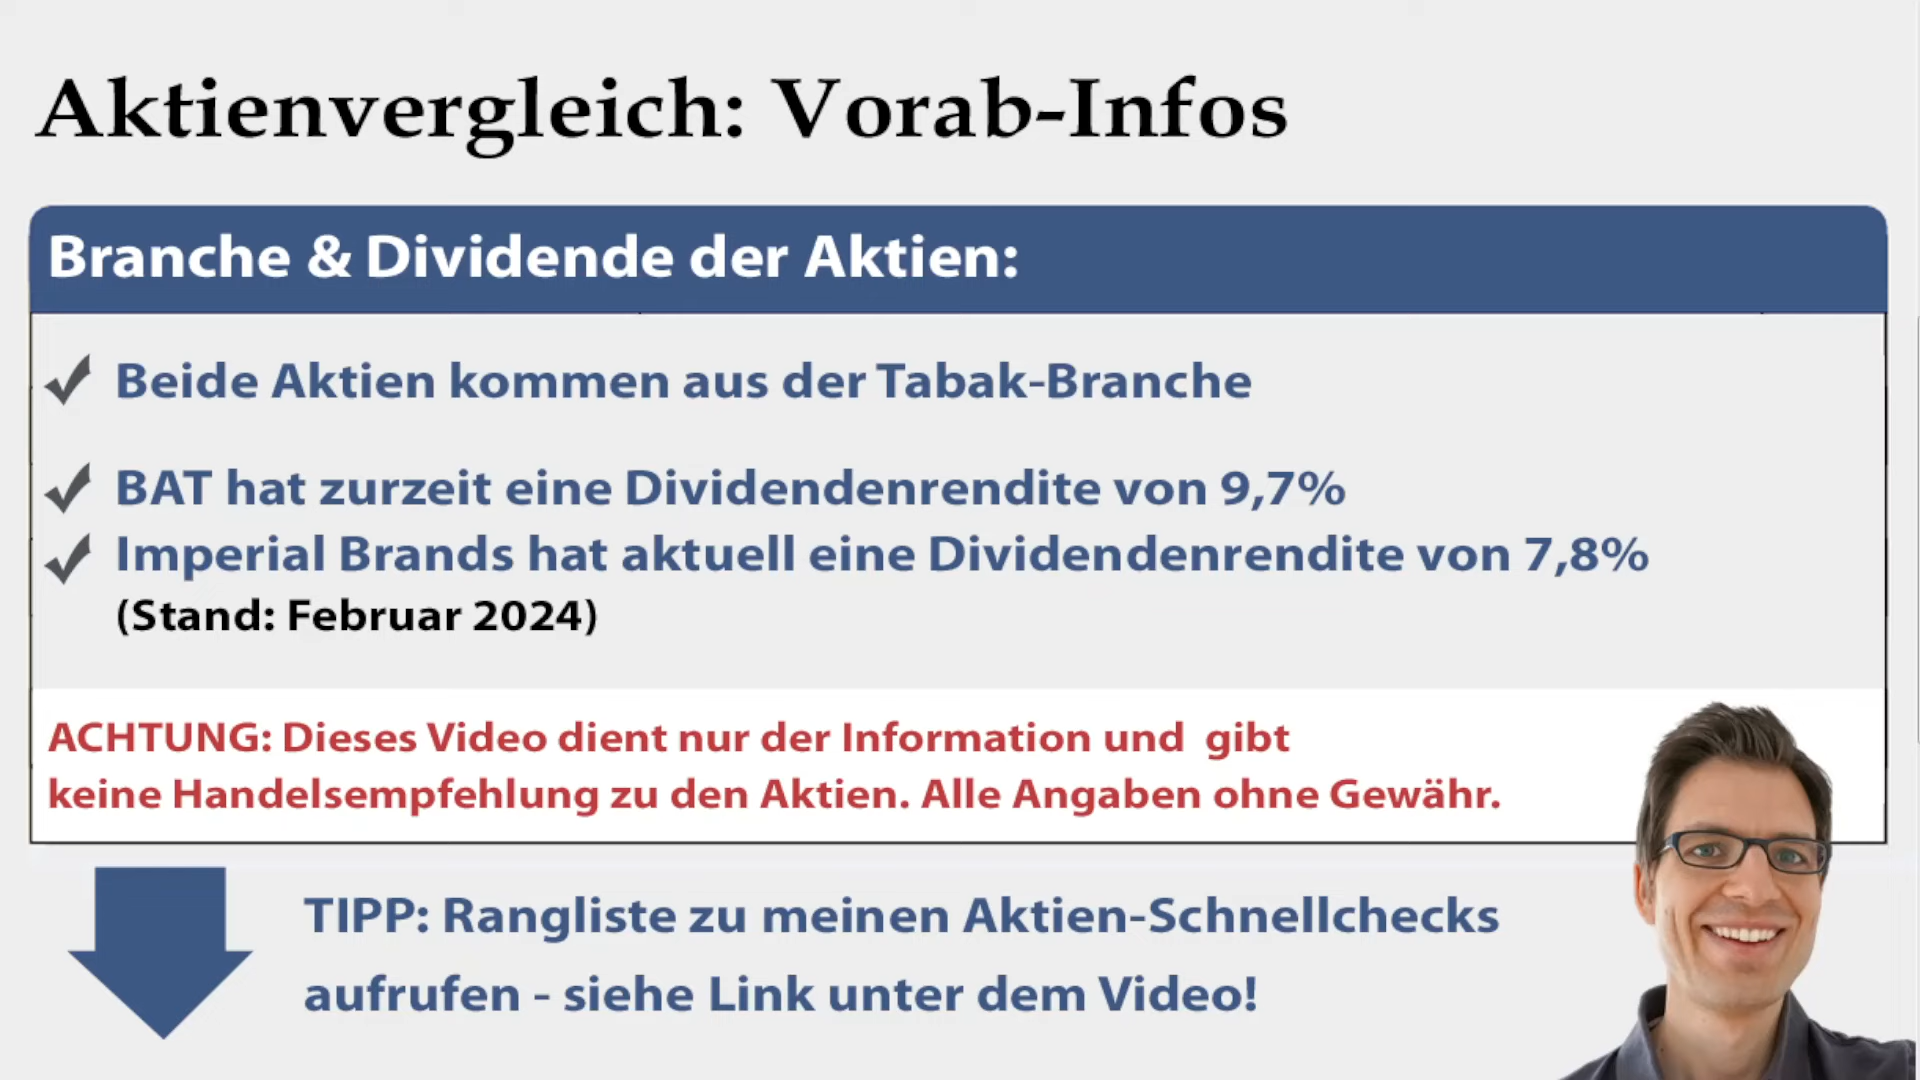 Aktienvergleich: Vorab-Infos
Branche & Dividende der Aktien:
Beide Aktien kommen aus der Tabak-Branche
BAT hat zurzeit eine Dividendenrendite von 9,7%
Imperial Brands hat aktuell eine Dividendenrendite von 7,8%
(Stand: Februar 2024)
ACHTUNG: Dieses Video dient nur der Information und gibt
keine Handelsempfehlung zu den Aktien. Alle Angaben ohne Gewähr.
TIPP: Rangliste zu meinen Aktien-Schnellchecks
aufrufen - siehe Link unter dem Video!